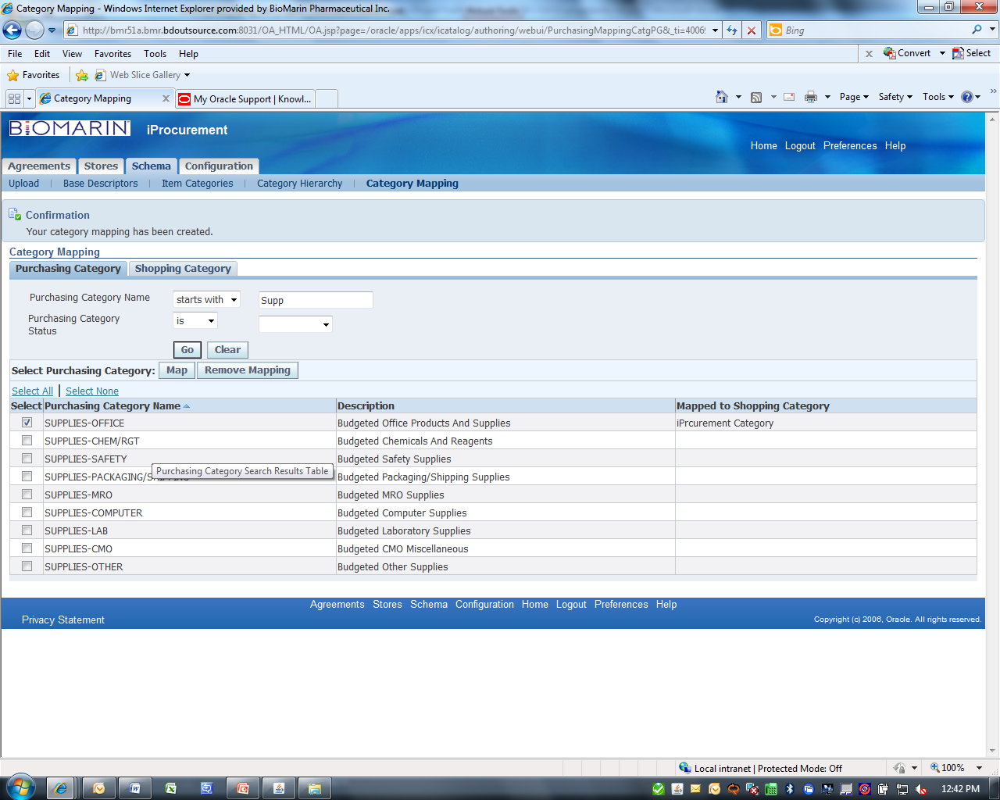 Category Mapping - Windows Internet Explorer provided by BioMarin Pharmaceutical Inc.
http://bmr51a.bmr.bdoutsource.com:8031/OA_HTML/OA.jsp?page=/oracle/apps/icx/icatalog/authoring/webui/PurchasingMappingCatgPG&_ti=4006
Bing
File Edit View Favorites Tools Help
Convert Select
Favorites Web Slice Gallery
Category Mapping My Oracle Support | Knowl...
Page Safety Tools
BIOMARIN iProcurement
Home Logout Preferences Help
Agreements Stores Schema Configuration
Upload Base Descriptors Item Categories Category Hierarchy Category Mapping
Confirmation
Your category mapping has been created.
Category Mapping
Purchasing Category Shopping Category
Purchasing Category Name starts with Supp
Purchasing Category Status is
Go Clear
Select Purchasing Category: Map Remove Mapping
Select All Select None
Select Purchasing Category Name Description Mapped to Shopping Category
SUPPLIES-OFFICE Budgeted Office Products And Supplies iPrcurement Category
SUPPLIES-CHEM/RGT Budgeted Chemicals And Reagents
SUPPLIES-SAFETY Budgeted Safety Supplies
Purchasing Category Search Results Table
SUPPLIES-PACKAGING/SHIPPING Budgeted Packaging/Shipping Supplies
SUPPLIES-MRO Budgeted MRO Supplies
SUPPLIES-COMPUTER Budgeted Computer Supplies
SUPPLIES-LAB Budgeted Laboratory Supplies
SUPPLIES-CMO Budgeted CMO Miscellaneous
SUPPLIES-OTHER Budgeted Other Supplies
Agreements Stores Schema Configuration Home Logout Preferences Help
Privacy Statement Copyright (c) 2006, Oracle. All rights reserved.
Local intranet | Protected Mode: Off 100%
12:42 PM